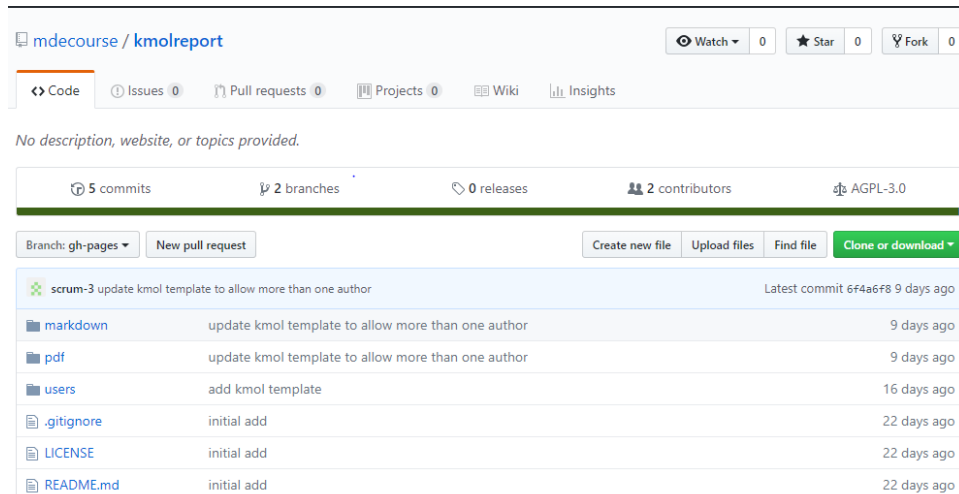 mdecourse / kmolreport
Watch 0 Star 0 Fork 0
Code Issues 0 Pull requests 0 Projects 0 Wiki Insights
No description, website, or topics provided.
5 commits 2 branches 0 releases 2 contributors AGPL-3.0
Branch: gh-pages New pull request Create new file Upload files Find file Clone or download
scrum-3 update kmol template to allow more than one author Latest commit 6f4a6f8 9 days ago
markdown update kmol template to allow more than one author 9 days ago
pdf update kmol template to allow more than one author 9 days ago
users add kmol template 16 days ago
.gitignore initial add 22 days ago
LICENSE initial add 22 days ago
README.md initial add 22 days ago